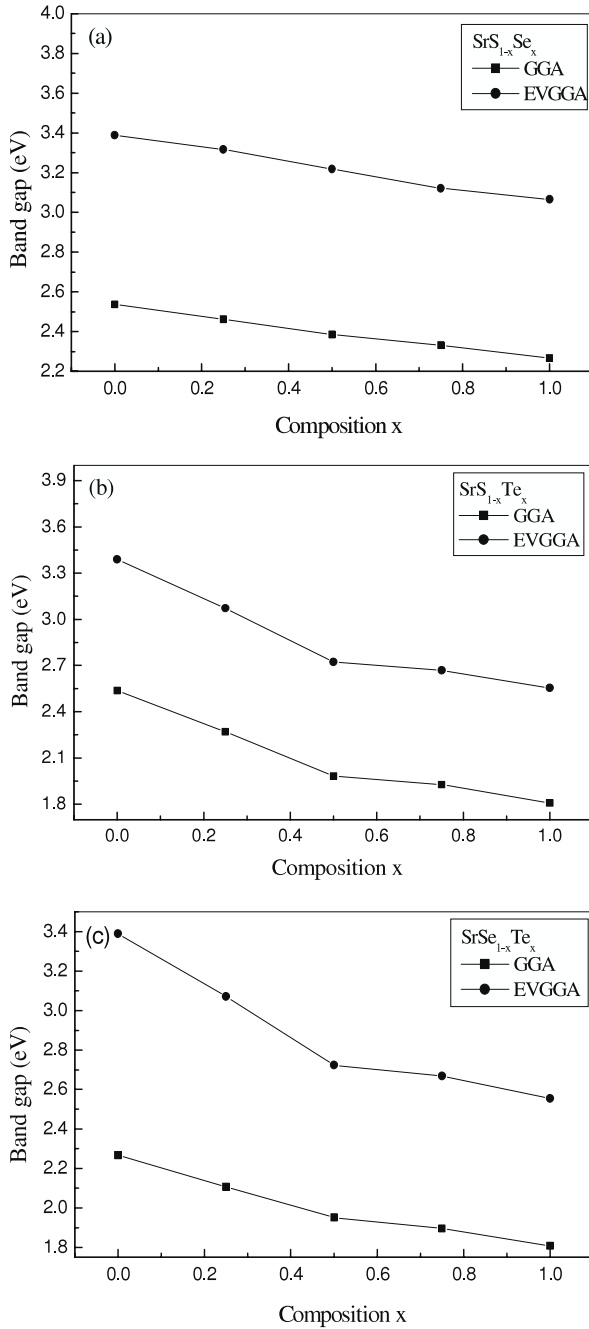 (a)
SrS1-xSex
GGA
EVGGA
4.0
3.8
3.6
3.4
3.2
3.0
2.8
2.6
2.4
2.2
Band gap (eV)
0.0 0.2 0.4 0.6 0.8 1.0
Composition x
(b)
SrS1-xTex
GGA
EVGGA
3.9
3.6
3.3
3.0
2.7
2.4
2.1
1.8
Band gap (eV)
0.0 0.2 0.4 0.6 0.8 1.0
Composition x
(c)
SrSe1-xTex
GGA
EVGGA
3.4
3.2
3.0
2.8
2.6
2.4
2.2
2.0
1.8
Band gap (eV)
0.0 0.2 0.4 0.6 0.8 1.0
Composition x